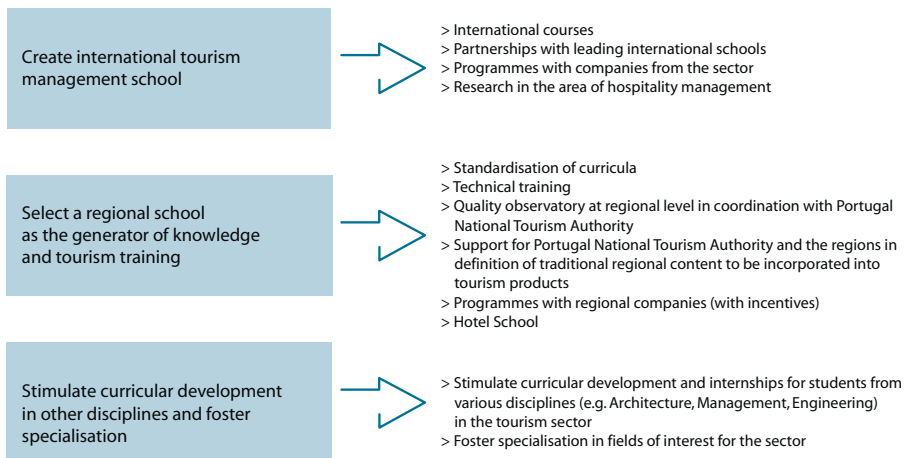 Create international tourism
management school
> International courses
> Partnerships with leading international schools
> Programmes with companies from the sector
> Research in the area of hospitality management
Select a regional school
as the generator of knowledge
and tourism training
> Standardisation of curricula
> Technical training
> Quality observatory at regional level in coordination with Portugal
National Tourism Authority
> Support for Portugal National Tourism Authority and the regions in
definition of traditional regional content to be incorporated into
tourism products
> Programmes with regional companies (with incentives)
> Hotel School
Stimulate curricular development
in other disciplines and foster
specialisation
> Stimulate curricular development and internships for students from
various disciplines (e.g. Architecture, Management, Engineering)
in the tourism sector
> Foster specialisation in fields of interest for the sector